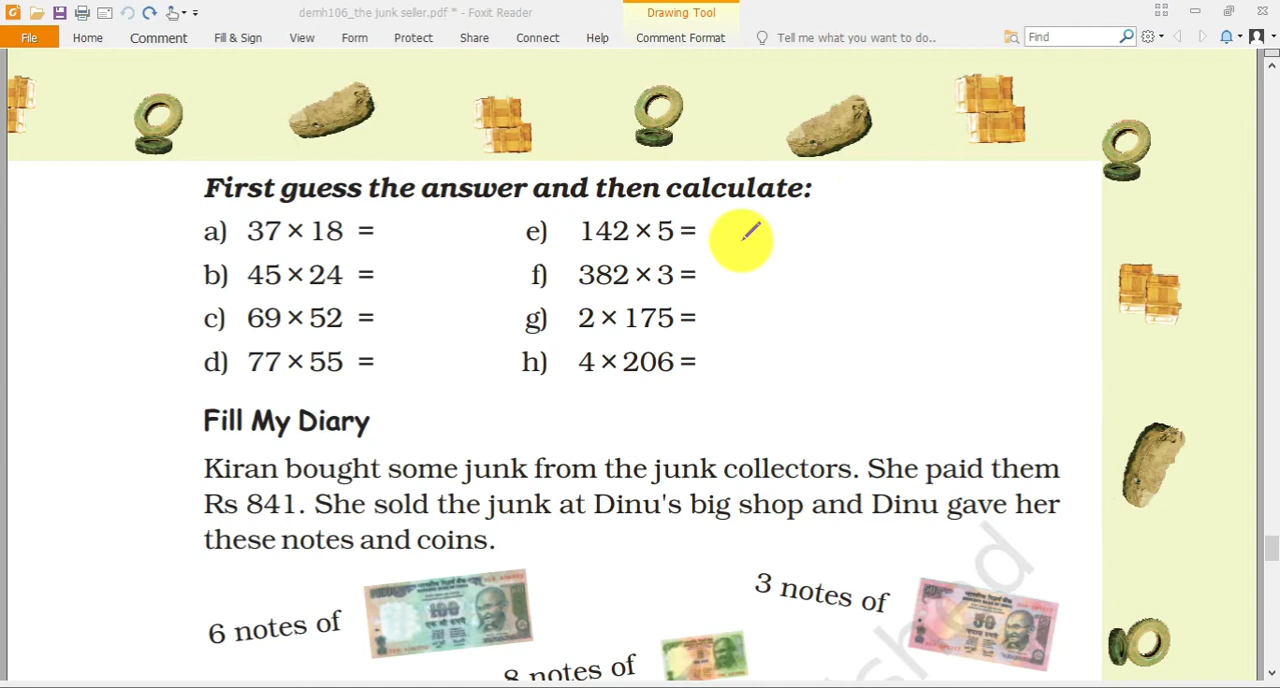 demh106_the junk seller.pdf * - Foxit Reader
Drawing Tool
File Home Comment Fill & Sign View Form Protect Share Connect Help Comment Format Tell me what you want to do.. Find
First guess the answer and then calculate:
a) 37 × 18 = e) 142 × 5 =
b) 45 × 24 = f) 382 × 3 =
c) 69 × 52 = g) 2 × 175 =
d) 77 × 55 = h) 4 × 206 =
Fill My Diary
Kiran bought some junk from the junk collectors. She paid them
Rs 841. She sold the junk at Dinu's big shop and Dinu gave her
these notes and coins.
6 notes of
100
3 notes of
50
8 notes of